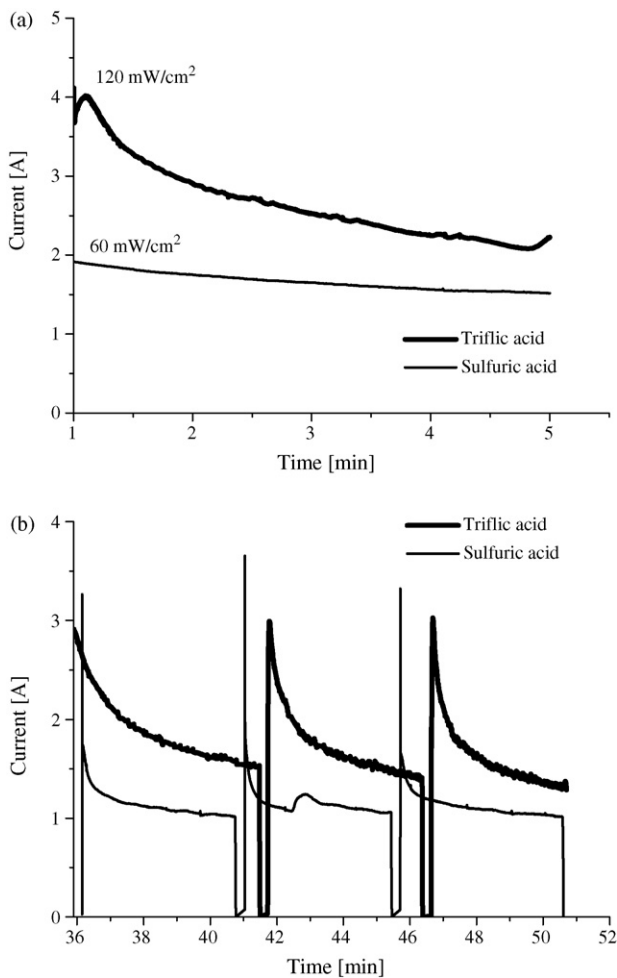 (a)
5
4
3
2
1
0
Current [A]
120 mW/cm²
60 mW/cm²
Triflic acid
Sulfuric acid
1 2 3 4 5
Time [min]
(b)
4
3
2
1
0
Current [A]
Triflic acid
Sulfuric acid
36 38 40 42 44 46 48 50 52
Time [min]